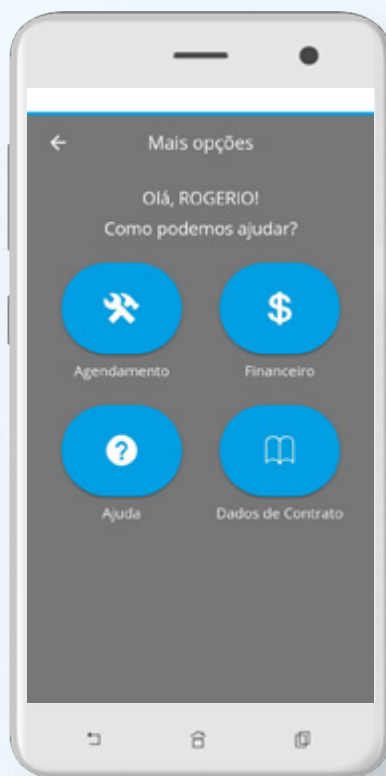 Mais opções
Olá, ROGERIO!
Como podemos ajudar?
Agendamento
Financeiro
Ajuda
Dados de Contrato